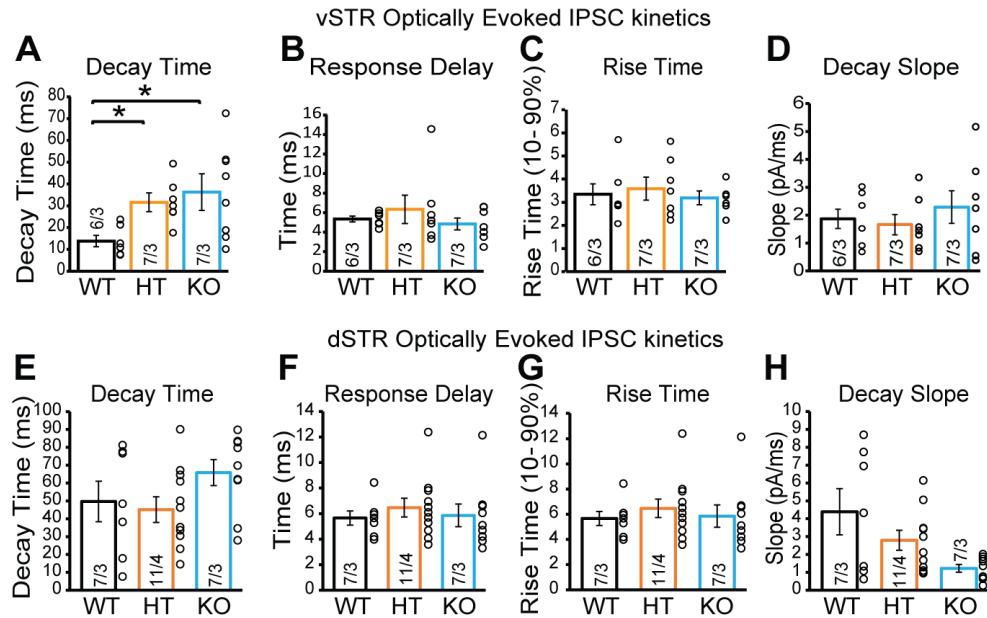 vSTR Optically Evoked IPSC kinetics
A
Decay Time
Decay Time (ms)
80
70
60
50
40
30
20
10
0
*
*
6/3
7/3
7/3
WT HT KO
B
Response Delay
Time (ms)
16
14
12
10
8
6
4
2
0
6/3
7/3
7/3
WT HT KO
C
Rise Time
Rise Time (10-90%)
7
6
5
4
3
2
1
0
6/3
7/3
7/3
WT HT KO
D
Decay Slope
Slope (pA/ms)
6
5
4
3
2
1
0
6/3
7/3
7/3
WT HT KO
dSTR Optically Evoked IPSC kinetics
E
Decay Time
Decay Time (ms)
100
90
80
70
60
50
40
30
20
10
0
7/3
11/4
7/3
WT HT KO
F
Response Delay
Time (ms)
14
12
10
8
6
4
2
0
7/3
11/4
7/3
WT HT KO
G
Rise Time
Rise Time (10-90%)
14
12
10
8
6
4
2
0
7/3
11/4
7/3
WT HT KO
H
Decay Slope
Slope (pA/ms)
10
9
8
7
6
5
4
3
2
1
0
7/3
11/4
7/3
WT HT KO